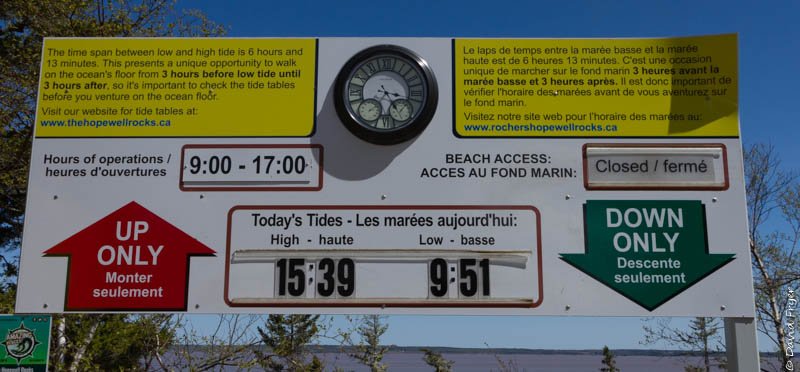 The time span between low and high tide is 6 hours and
13 minutes. This presents a unique opportunity to walk
on the ocean's floor from 3 hours before low tide until
3 hours after, so it's important to check the tide tables
before you venture on the ocean floor.
Visit our website for tide tables at:
www.thehopewellrocks.ca
Le laps de temps entre la marée basse et la marée
haute est de 6 heures 13 minutes. C'est une occasion
unique de marcher sur le fond marin 3 heures avant la
marée basse et 3 heures après. Il est donc important de
vérifier l'horaire des marées avant de vous aventurez sur
le fond marin.
Visitez notre site web pour l'horaire des marées au:
www.rochershopewellrocks.ca
Hours of operations /
heures d'ouvertures
9:00 - 17:00
BEACH ACCESS:
ACCES AU FOND MARIN:
Closed / fermé
UP
ONLY
Monter
seulement
Today's Tides - Les marées aujourd'hui:
High - haute
Low - basse
15:39
9:51
DOWN
ONLY
Descente
seulement
AMAZING
Hopewell Rocks
© David Fryer